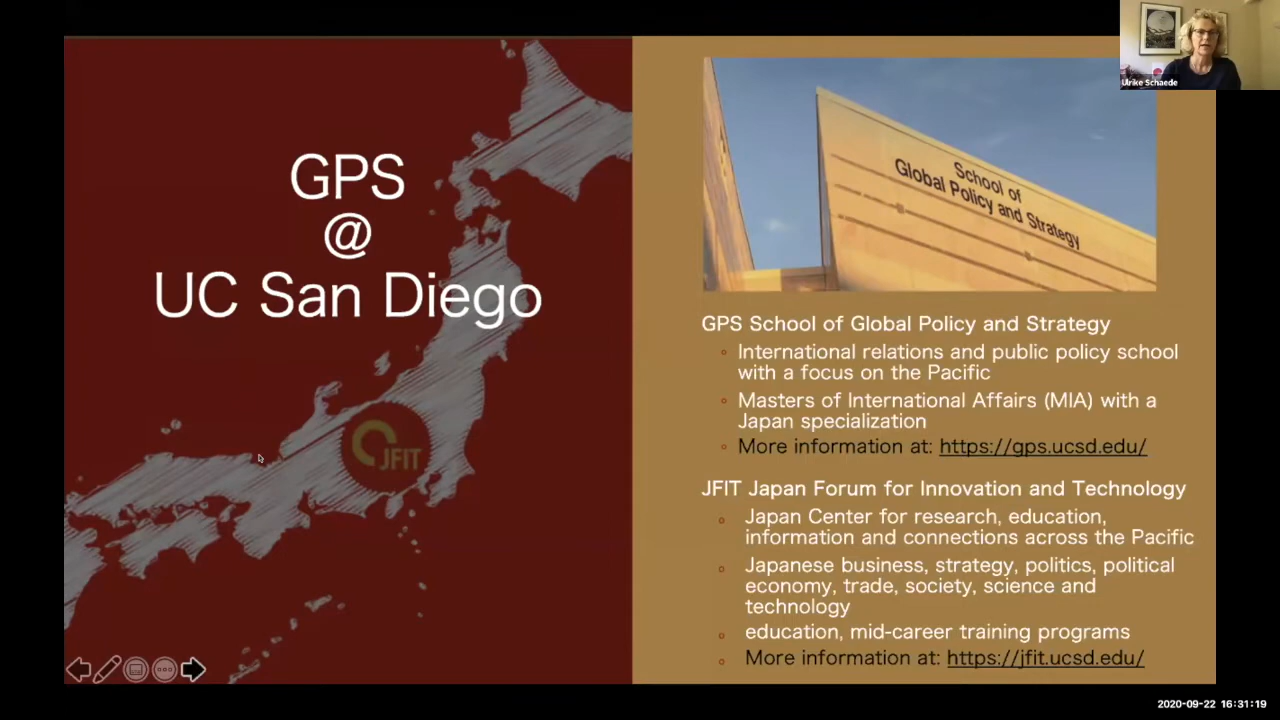 Ulrike Schaede
GPS
@
UC San Diego
JFIT
School of
Global Policy and Strategy
GPS School of Global Policy and Strategy
International relations and public policy school
with a focus on the Pacific
Masters of International Affairs (MIA) with a
Japan specialization
More information at: https://gps.ucsd.edu/
JFIT Japan Forum for Innovation and Technology
Japan Center for research, education,
information and connections across the Pacific
Japanese business, strategy, politics, political
economy, trade, society, science and
technology
education, mid-career training programs
More information at: https://jfit.ucsd.edu/
2020-09-22 16:31:19